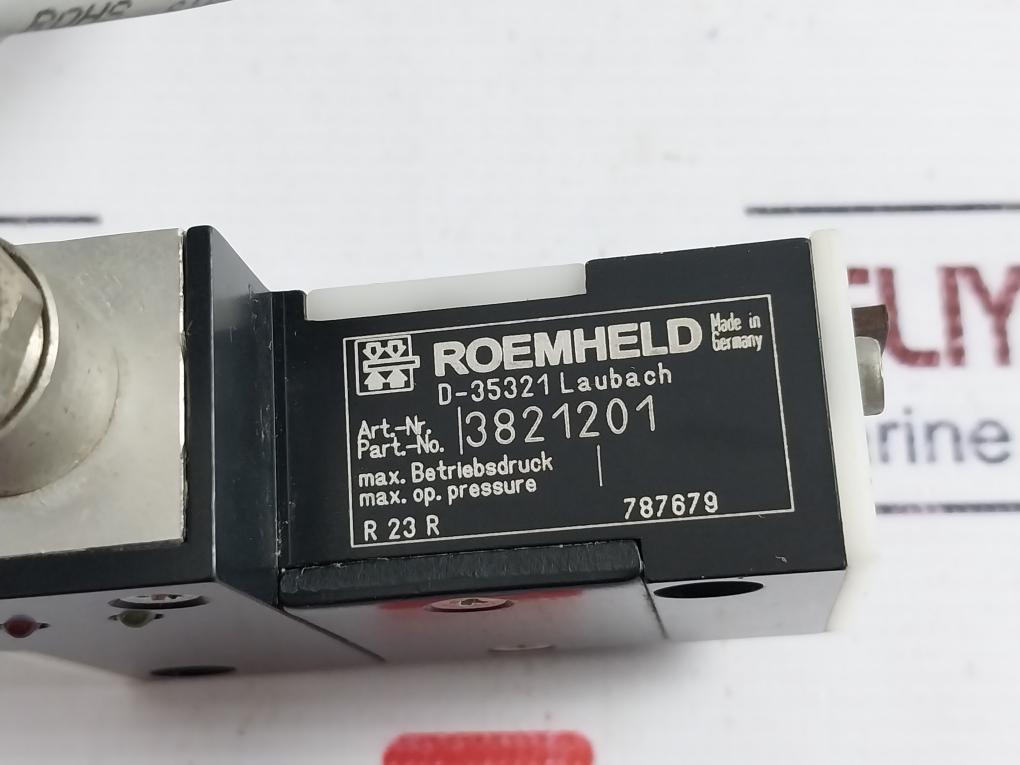 ROEMHELD
Made in
Germany
D-35321 Laubach
Art.-Nr.
Part.-No.
3821201
max. Betriebsdruck
max. op. pressure
R 23 R
787679